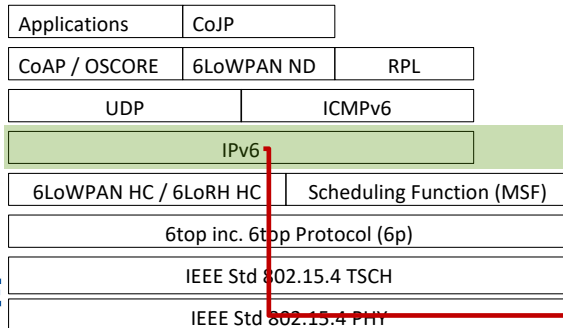 Applications CoJP
CoAP / OSCORE 6LoWPAN ND RPL
UDP ICMPv6
IPv6
6LoWPAN HC / 6LoRH HC Scheduling Function (MSF)
6top inc. 6top Protocol (6p)
IEEE Std 802.15.4 TSCH
IEEE Std 802.15.4 PHY